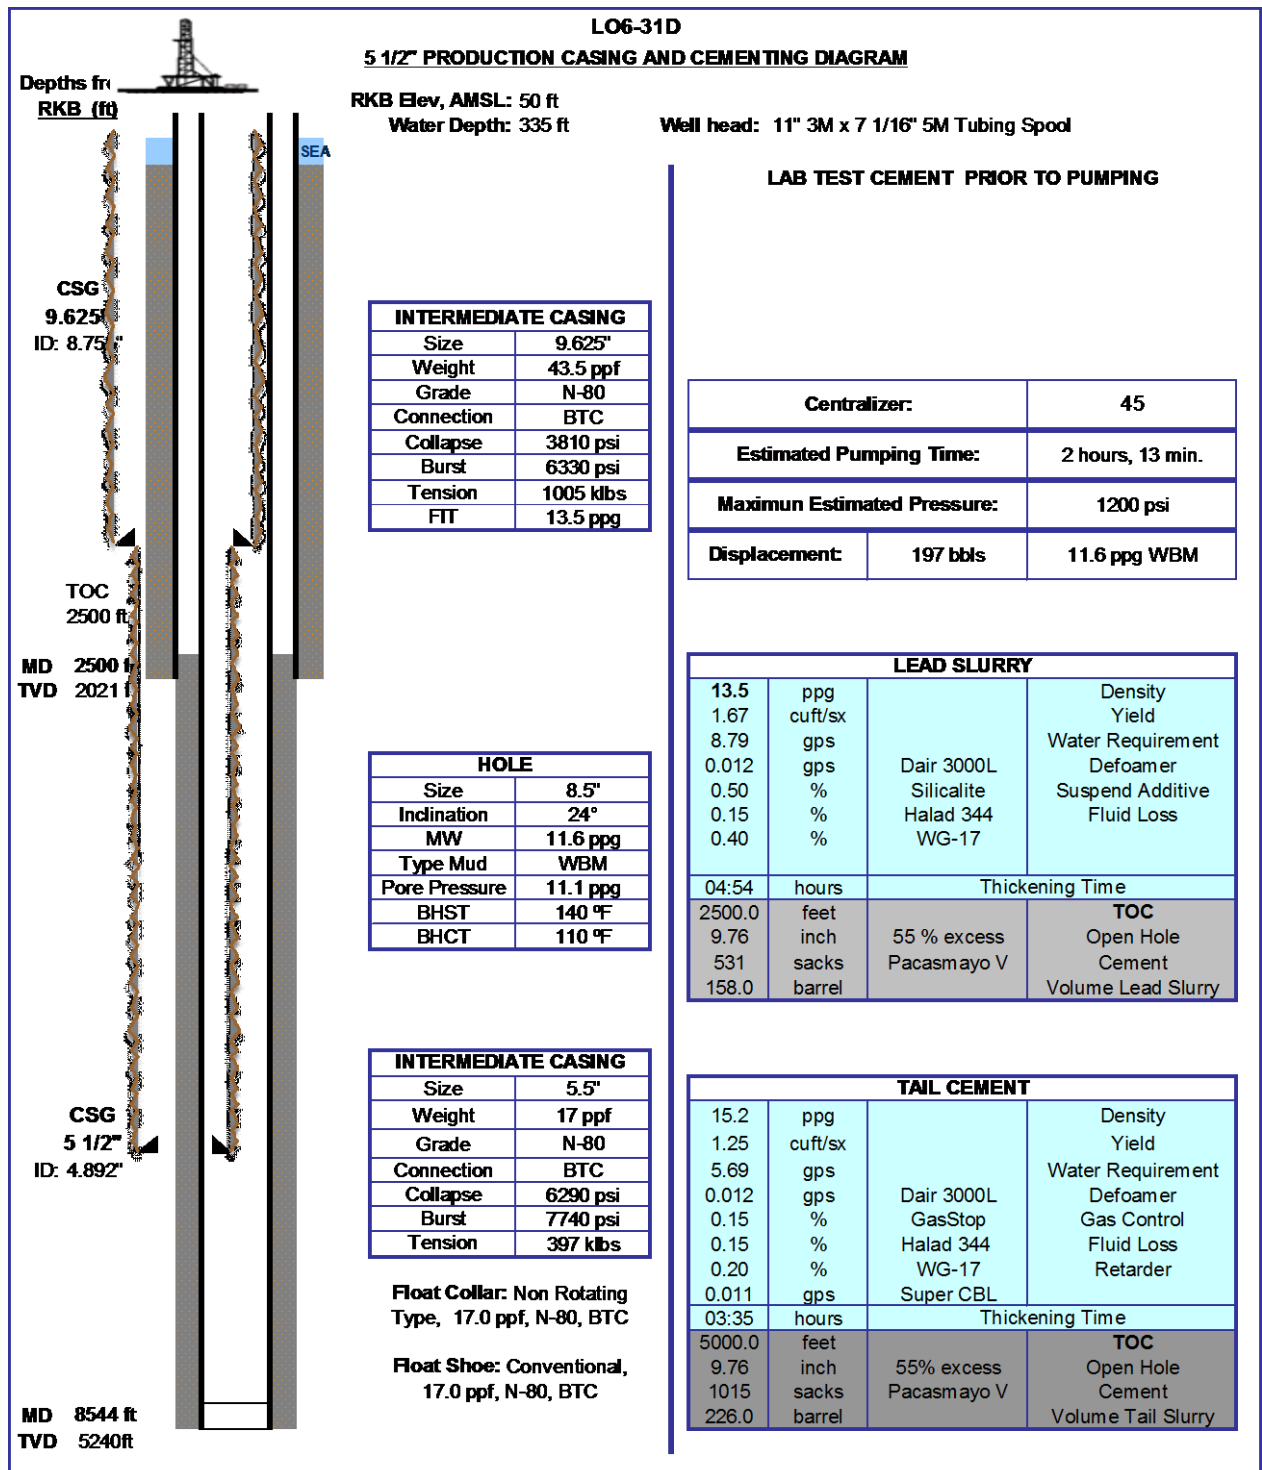 LO6-31D
5 1/2" PRODUCTION CASING AND CEMENTING DIAGRAM
Depths fr
RKB (ft)
RKB Elev, AMSL: 50 ft
Water Depth: 335 ft
Well head: 11" 3M x 7 1/16" 5M Tubing Spool
SEA
LAB TEST CEMENT PRIOR TO PUMPING
CSG
9.625"
ID: 8.75 "
INTERMEDIATE CASING
Size 9.625"
Weight 43.5 ppf
Grade N-80
Connection BTC
Collapse 3810 psi
Burst 6330 psi
Tension 1005 klbs
FIT 13.5 ppg
Centralizer: 45
Estimated Pumping Time: 2 hours, 13 min.
Maximun Estimated Pressure: 1200 psi
Displacement: 197 bbls 11.6 ppg WBM
TOC
2500 ft
MD 2500 f
TVD 2021 f
LEAD SLURRY
13.5 ppg Density
1.67 cuft/sx Yield
8.79 gps Water Requirement
0.012 gps Dair 3000L Defoamer
0.50 % Silicalite Suspend Additive
0.15 % Halad 344 Fluid Loss
0.40 % WG-17
04:54 hours Thickening Time
2500.0 feet TOC
9.76 inch 55 % excess Open Hole
531 sacks Pacasmayo V Cement
158.0 barrel Volume Lead Slurry
HOLE
Size 8.5"
Inclination 24°
MW 11.6 ppg
Type Mud WBM
Pore Pressure 11.1 ppg
BHST 140 ºF
BHCT 110 ºF
CSG
5 1/2"
ID: 4.892"
INTERMEDIATE CASING
Size 5.5"
Weight 17 ppf
Grade N-80
Connection BTC
Collapse 6290 psi
Burst 7740 psi
Tension 397 klbs
Float Collar: Non Rotating
Type, 17.0 ppf, N-80, BTC
Float Shoe: Conventional,
17.0 ppf, N-80, BTC
TAIL CEMENT
15.2 ppg Density
1.25 cuft/sx Yield
5.69 gps Water Requirement
0.012 gps Dair 3000L Defoamer
0.15 % GasStop Gas Control
0.15 % Halad 344 Fluid Loss
0.20 % WG-17 Retarder
0.011 gps Super CBL
03:35 hours Thickening Time
5000.0 feet TOC
9.76 inch 55% excess Open Hole
1015 sacks Pacasmayo V Cement
226.0 barrel Volume Tail Slurry
MD 8544 ft
TVD 5240ft